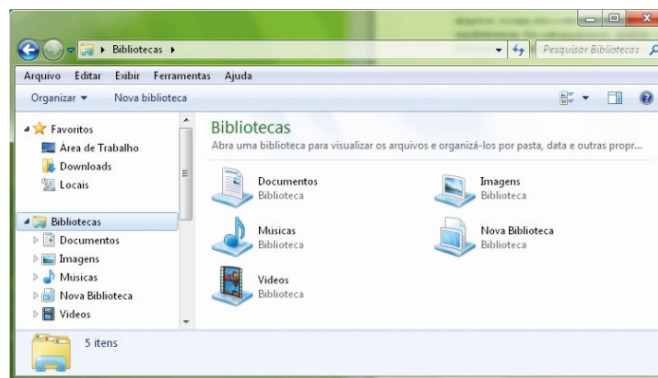 Bibliotecas
Pesquisar Bibliotecas
Arquivo Editar Exibir Ferramentas Ajuda
Organizar Nova biblioteca
Favoritos
Área de Trabalho
Downloads
Locais
Bibliotecas
Documentos
Imagens
Músicas
Nova Biblioteca
Vídeos
Bibliotecas
Abra uma biblioteca para visualizar os arquivos e organizá-los por pasta, data e outras propr...
Documentos
Biblioteca
Imagens
Biblioteca
Músicas
Biblioteca
Nova Biblioteca
Biblioteca
Vídeos
Biblioteca
5 itens